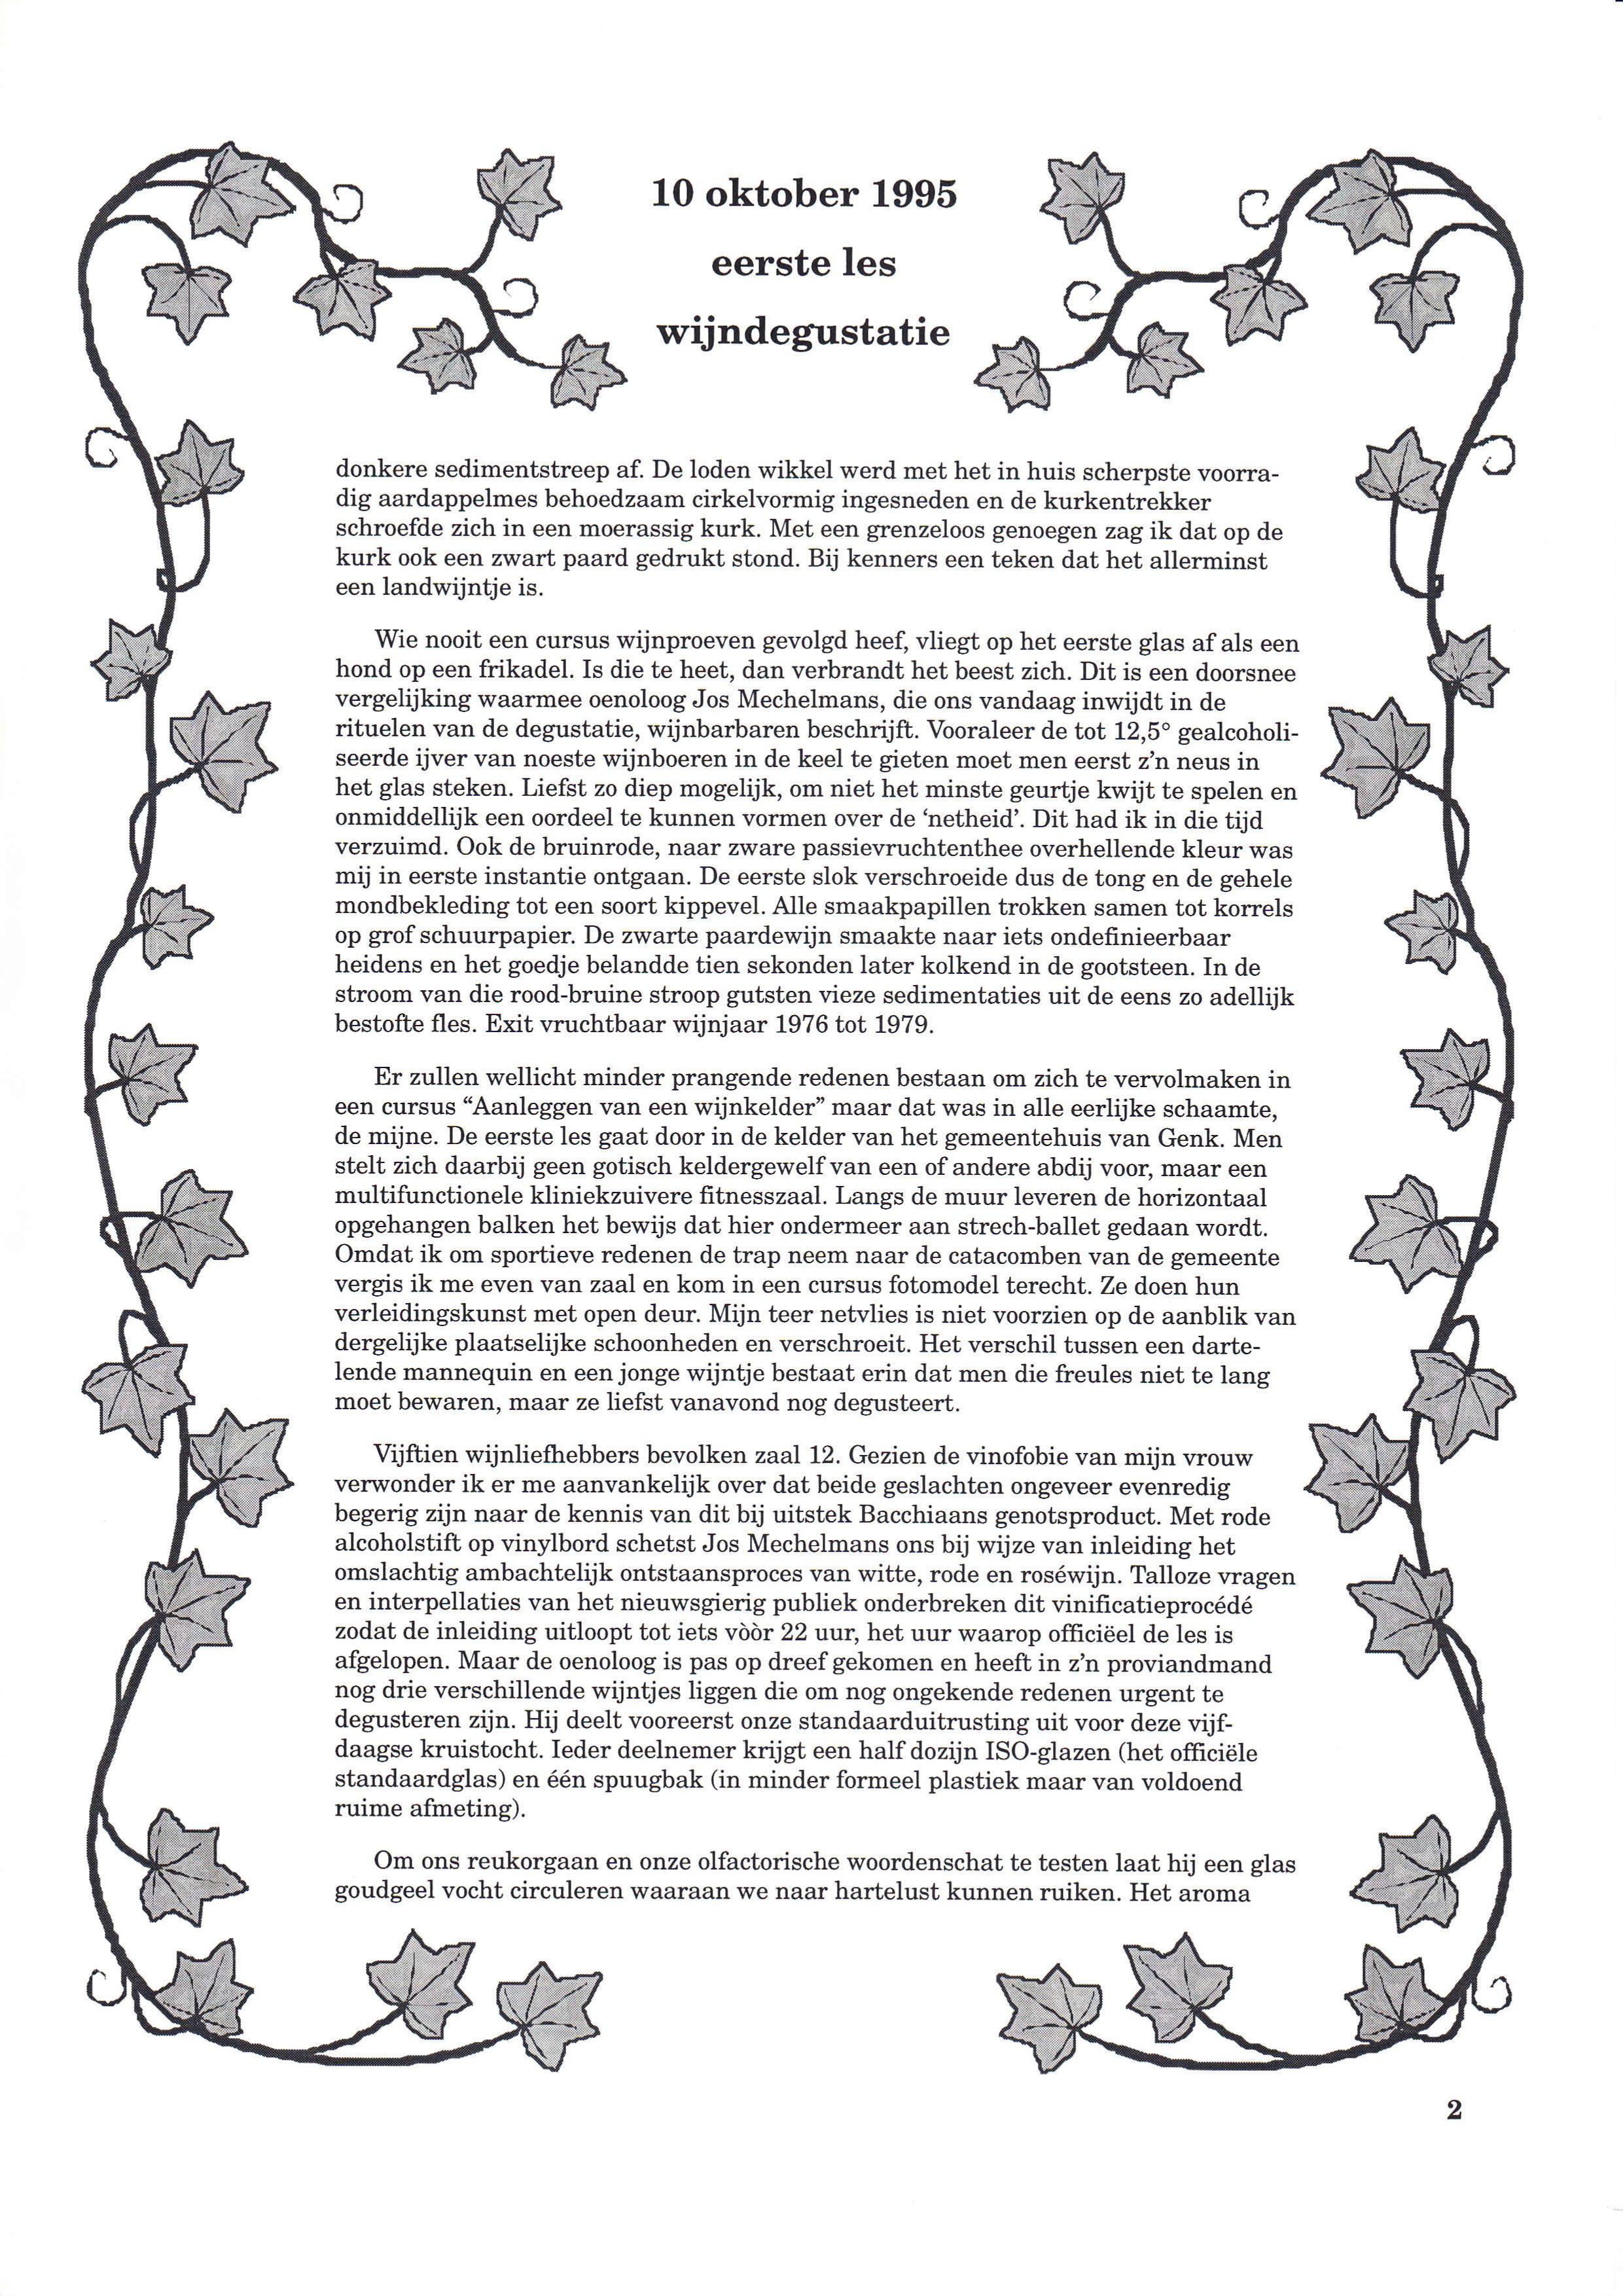 10 oktober 1995
eerste les
wijndegustatie
donkere sedimentstreep af. De loden wikkel werd met het in huis scherpste voorra-
dig aardappelmes behoedzaam cirkelvormig ingesneden en de kurkentrekker
schroefde zich in een moerassig kurk. Met een grenzeloos genoegen zag ik dat op de
kurk ook een zwart paard gedrukt stond. Bij kenners een teken dat het allerminst
een landwijntje is.
Wie nooit een cursus wijnproeven gevolgd heef, vliegt op het eerste glas af als een
hond op een frikadel. Is die te heet, dan verbrandt het beest zich. Dit is een doorsnee
vergelijking waarmee oenoloog Jos Mechelmans, die ons vandaag inwijdt in de
rituelen van de degustatie, wijnbarbaren beschrijft. Vooraleer de tot 12,5° gealcoholi-
seerde ijver van noeste wijnboeren in de keel te gieten moet men eerst z'n neus in
het glas steken. Liefst zo diep mogelijk, om niet het minste geurtje kwijt te spelen en
onmiddellijk een oordeel te kunnen vormen over de ‘netheid’. Dit had ik in die tijd
verzuimd. Ook de bruinrode, naar zware passievruchtenthee overhellende kleur was
mij in eerste instantie ontgaan. De eerste slok verschroeide dus de tong en de gehele
mondbekleding tot een soort kippevel. Alle smaakpapillen trokken samen tot korrels
op grof schuurpapier. De zwarte paardewijn smaakte naar iets ondefinieerbaar
heidens en het goedje belandde tien sekonden later kolkend in de gootsteen. In de
stroom van die rood-bruine stroop gutsten vieze sedimentaties uit de eens zo adellijk
bestofte fles. Exit vruchtbaar wijnjaar 1976 tot 1979.
Er zullen wellicht minder prangende redenen bestaan om zich te vervolmaken in
een cursus “Aanleggen van een wijnkelder” maar dat was in alle eerlijke schaamte,
de mijne. De eerste les gaat door in de kelder van het gemeentehuis van Genk. Men
stelt zich daarbij geen gotisch keldergewelf van een of andere abdij voor, maar een
multifunctionele kliniekzuivere fitnesszaal. Langs de muur leveren de horizontaal
opgehangen balken het bewijs dat hier ondermeer aan strech-ballet gedaan wordt.
Omdat ik om sportieve redenen de trap neem naar de catacomben van de gemeente
vergis ik me even van zaal en kom in een cursus fotomodel terecht. Ze doen hun
verleidingskunst met open deur. Mijn teer netvlies is niet voorzien op de aanblik van
dergelijke plaatselijke schoonheden en verschroeit. Het verschil tussen een darte-
lende mannequin en een jonge wijntje bestaat erin dat men die freules niet te lang
moet bewaren, maar ze liefst vanavond nog degusteert.
Vijftien wijnliefhebbers bevolken zaal 12. Gezien de vinofobie van mijn vrouw
verwonder ik er me aanvankelijk over dat beide geslachten ongeveer evenredig
begerig zijn naar de kennis van dit bij uitstek Bacchiaans genotsproduct. Met rode
alcoholstift op vinylbord schetst Jos Mechelmans ons bij wijze van inleiding het
omslachtig ambachtelijk ontstaansproces van witte, rode en roséwijn. Talloze vragen
en interpellaties van het nieuwsgierig publiek onderbreken dit vinificatieprocédé
zodat de inleiding uitloopt tot iets vòòr 22 uur, het uur waarop officiëel de les is
afgelopen. Maar de oenoloog is pas op dreef gekomen en heeft in z'n proviandmand
nog drie verschillende wijntjes liggen die om nog ongekende redenen urgent te
degusteren zijn. Hij deelt vooreerst onze standaarduitrusting uit voor deze vijf-
daagse kruistocht. Ieder deelnemer krijgt een half dozijn ISO-glazen (het officiële
standaardglas) en één spuugbak (in minder formeel plastiek maar van voldoend
ruime afmeting).
Om ons reukorgaan en onze olfactorische woordenschat te testen laat hij een glas
goudgeel vocht circuleren waaraan we naar hartelust kunnen ruiken. Het aroma
2